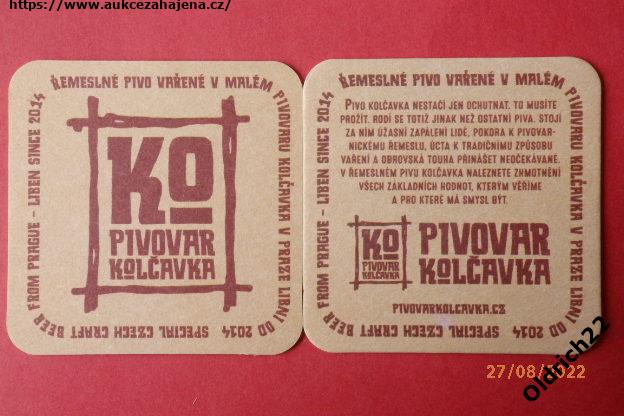 https://www.aukcezahajena.cz/
ŘEMESLNÉ PIVO VAŘENÉ V MALÉM
PIVOVARU KOLČAVKA V PRAZE LIBNI OD 2014
SPECIAL CZECH CRAFT BEER FROM PRAGUE - LIBEN SINCE 2014
KO
PIVOVAR
KOLČAVKA
ŘEMESLNÉ PIVO VAŘENÉ V MALÉM
PIVOVARU KOLČAVKA V PRAZE LIBNI OD 2014
SPECIAL CZECH CRAFT BEER FROM PRAGUE - LIBEN SINCE 2014
PIVO KOLČAVKA NESTAČÍ JEN OCHUTNAT. TO MUSÍTE
PROŽÍT. RODÍ SE TOTIŽ JINAK NEŽ OSTATNÍ PIVA. STOJÍ
ZA NÍM ÚŽASNÍ ZAPÁLENÍ LIDÉ, POKORA K PIVOVAR-
NICKÉMU ŘEMESLU, ÚCTA K TRADIČNÍMU ZPŮSOBU
VAŘENÍ A OBROVSKÁ TOUHA PŘINÁŠET NEOČEKÁVANÉ.
V ŘEMESLNÉM PIVU KOLČAVKA NALEZNETE ZHMOTNĚNÍ
VŠECH ZÁKLADNÍCH HODNOT, KTERÝM VĚŘÍME
A PRO KTERÉ MÁ SMYSL BÝT.
KO
PIVOVAR
KOLČAVKA
PIVOVAR
KOLČAVKA
PIVOVARKOLCAVKA.CZ
27/08/2022
Oldrich22